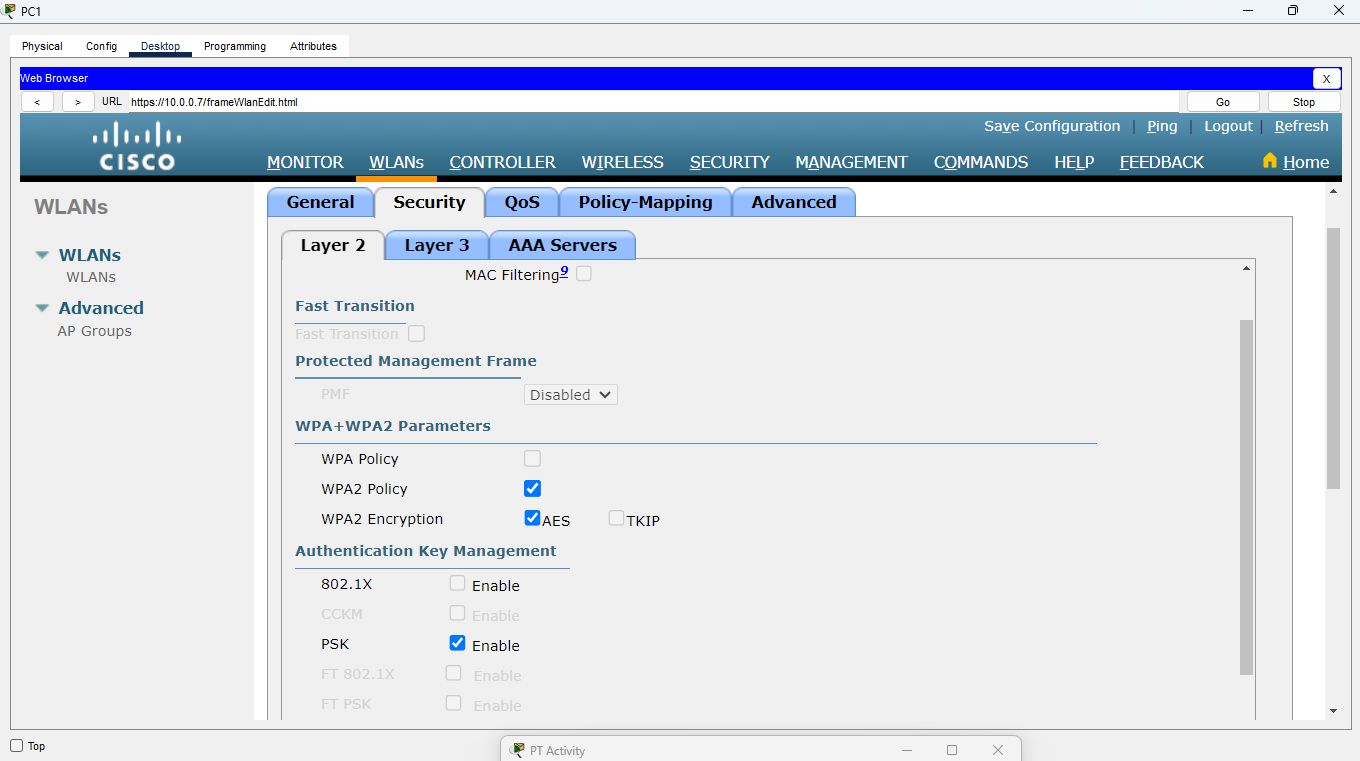 PC1
Physical Config Desktop Programming Attributes
Web Browser X
< > URL https://10.0.0.7/frameWlanEdit.html Go Stop
Save Configuration | Ping | Logout | Refresh
CISCO MONITOR WLANs CONTROLLER WIRELESS SECURITY MANAGEMENT COMMANDS HELP FEEDBACK Home
WLANs
WLANs
WLANs
Advanced
AP Groups
General Security QoS Policy-Mapping Advanced
Layer 2 Layer 3 AAA Servers
MAC Filtering9
Fast Transition
Fast Transition
Protected Management Frame
PMF Disabled
WPA+WPA2 Parameters
WPA Policy
WPA2 Policy
WPA2 Encryption AES TKIP
Authentication Key Management
802.1X Enable
CCKM Enable
PSK Enable
FT 802.1X Enable
FT PSK Enable
Top
PT Activity